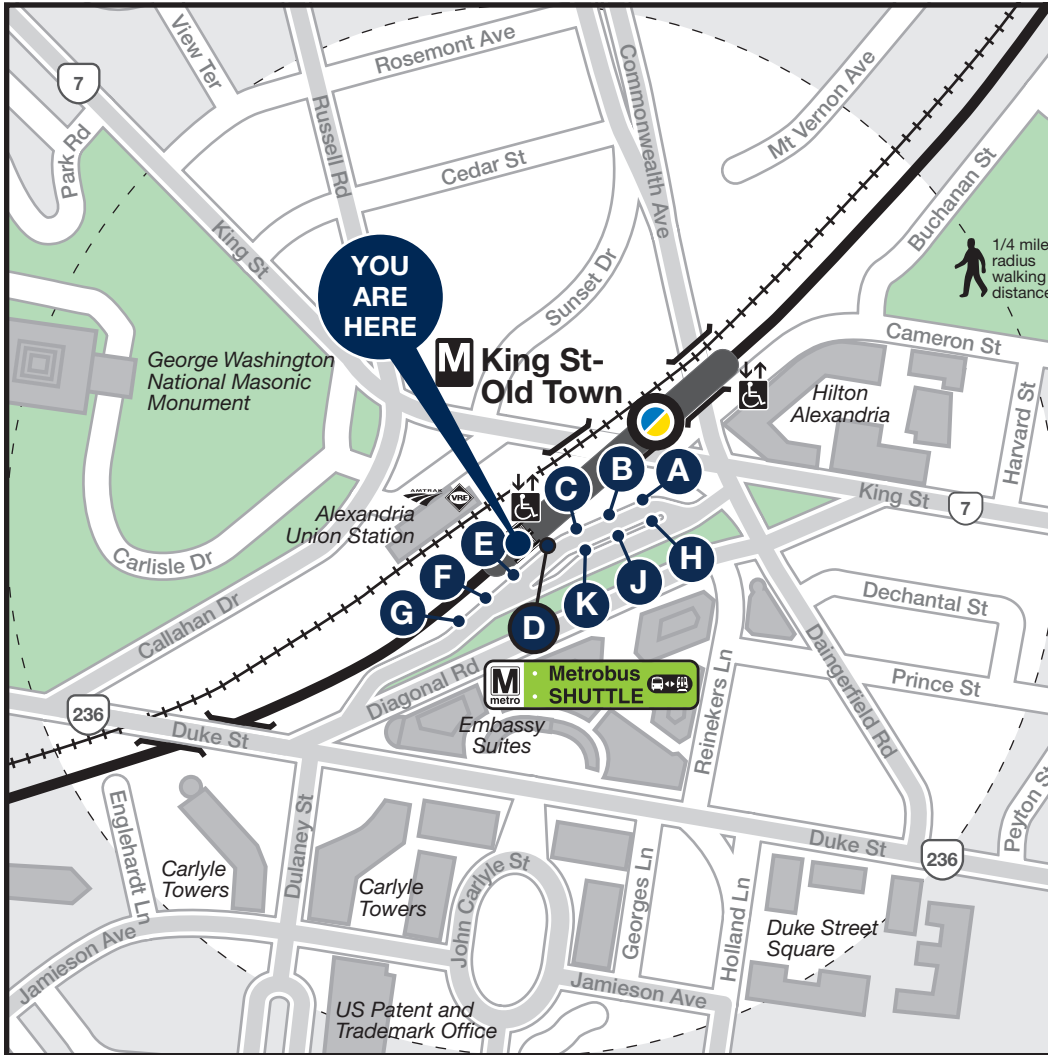 View Ter
Rosemont Ave
7
Commonwealth Ave
Mt Vernon Ave
Park Rd
Russell Rd
Cedar St
Buchanan St
King St
1/4 mile
radius
walking
distance
YOU
ARE
HERE
Sunset Dr
Cameron St
George Washington
National Masonic
Monument
M
King St-
Old Town
Hilton
Alexandria
Harvard St
B
A
C
AMTRAK
VRE
King St
7
Alexandria
Union Station
E
Carlisle Dr
F
H
J
K
G
D
Callahan Dr
Dechantal St
Daingerfield Rd
M
metro
Metrobus
SHUTTLE
Prince St
Diagonal Rd
Reinekers Ln
236
Duke St
Embassy
Suites
Peyton St
Englehardt Ln
Dulaney St
Duke St
236
Carlyle
Towers
Carlyle
Towers
John Carlyle St
Georges Ln
Holland Ln
Duke Street
Square
Jamieson Ave
Jamieson Ave
US Patent and
Trademark Office